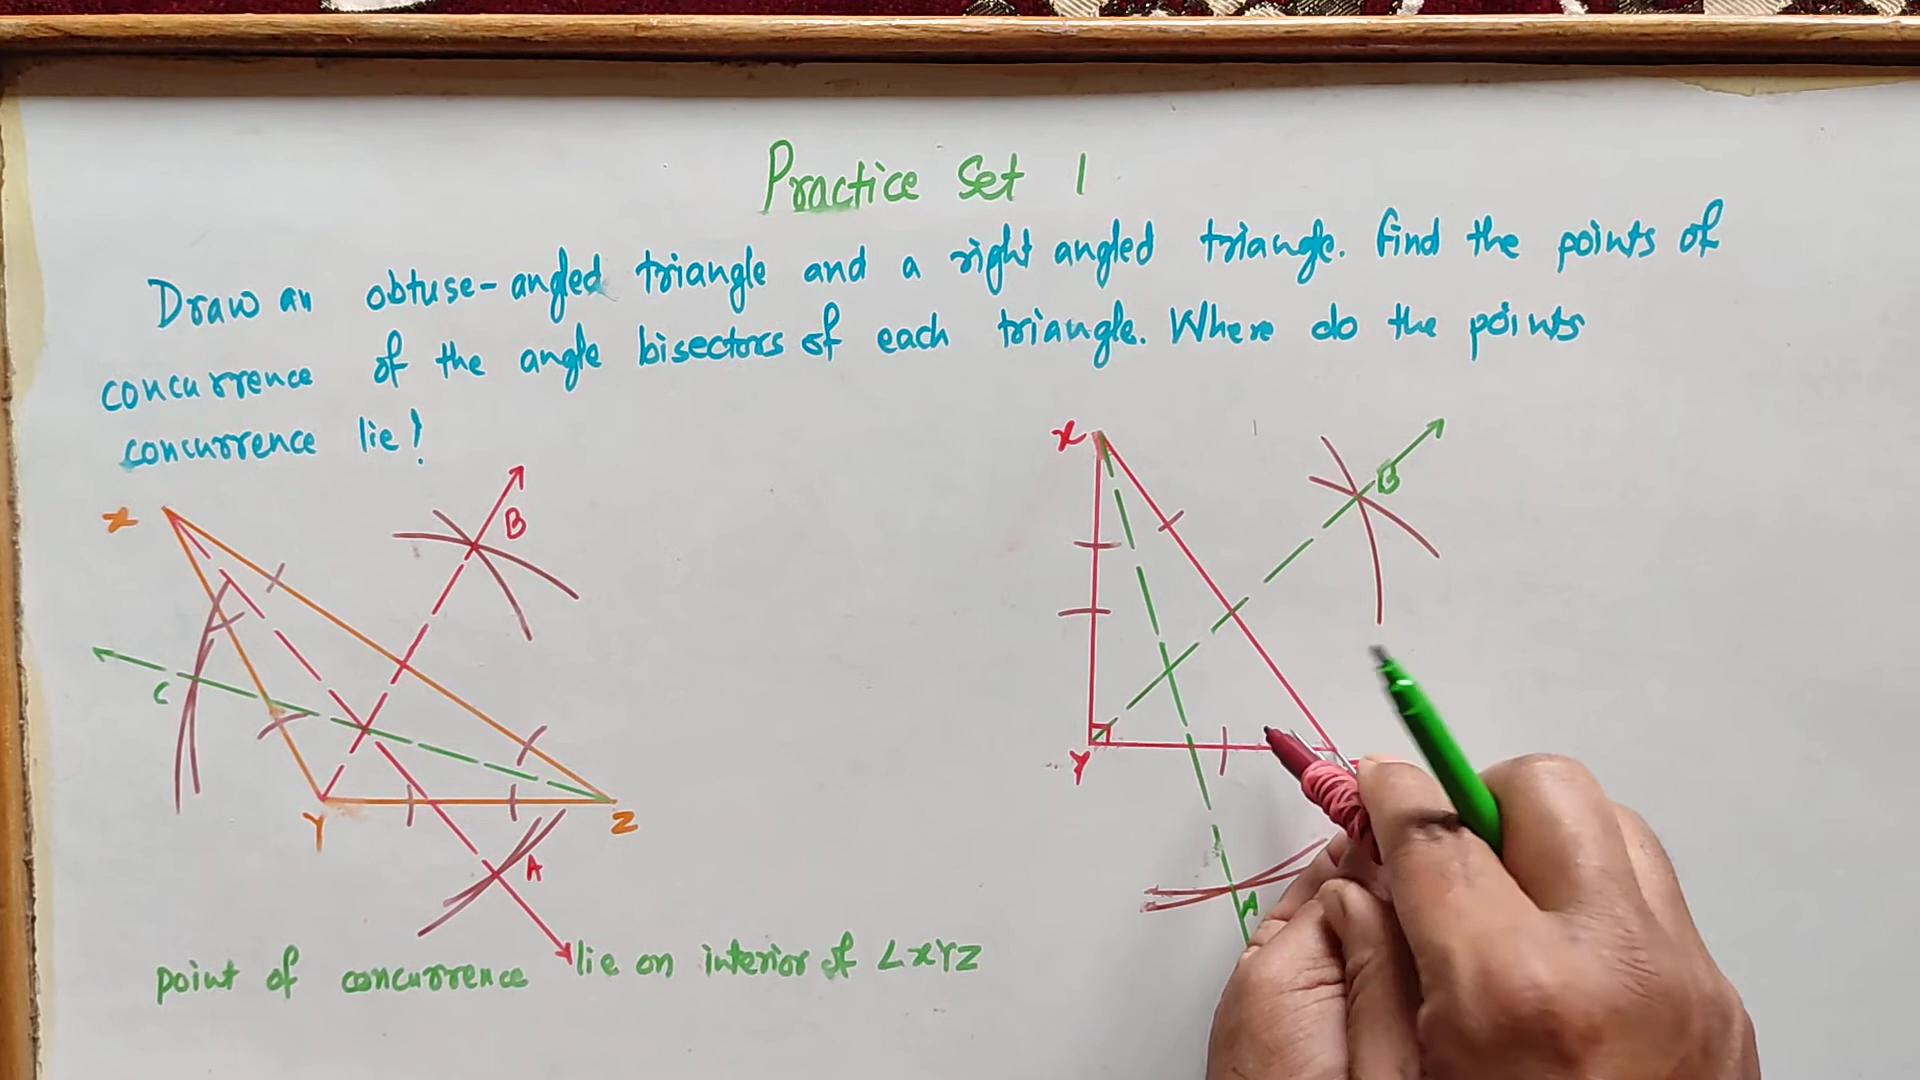 Practice Set 1
Draw an obtuse-angled triangle and a right angled triangle. Find the points of
concurrence of the angle bisectors of each triangle. Where do the points
concurrence lie!
X
B
C
Y
Z
A
point of concurrence lie on interior of ∠XYZ
X
B
Y
A